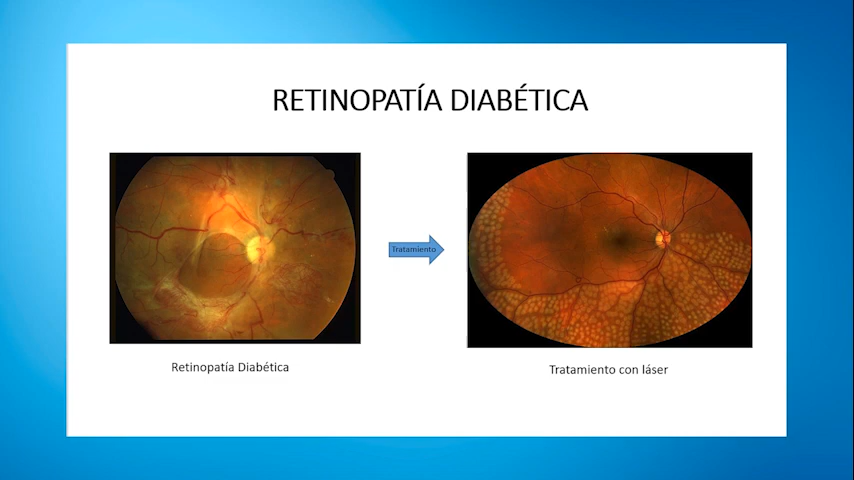 RETINOPATÍA DIABÉTICA
Tratamiento
Retinopatía Diabética
Tratamiento con láser